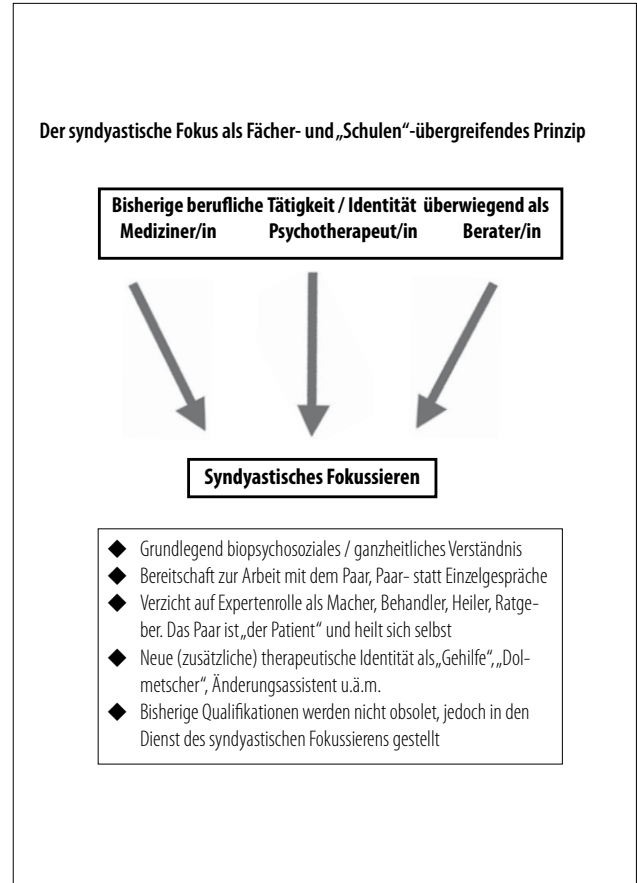 Der syndyastische Fokus als Fächer- und „Schulen“-übergreifendes Prinzip
Bisherige berufliche Tätigkeit / Identität überwiegend als
Mediziner/in Psychotherapeut/in Berater/in
Syndyastisches Fokussieren
◆ Grundlegend biopsychosoziales / ganzheitliches Verständnis
◆ Bereitschaft zur Arbeit mit dem Paar, Paar- statt Einzelgespräche
◆ Verzicht auf Expertenrolle als Macher, Behandler, Heiler, Ratge-
ber. Das Paar ist „der Patient“ und heilt sich selbst
◆ Neue (zusätzliche) therapeutische Identität als „Gehilfe“, „Dol-
metscher“, Änderungsassistent u.ä.m.
◆ Bisherige Qualifikationen werden nicht obsolet, jedoch in den
Dienst des syndyastischen Fokussierens gestellt